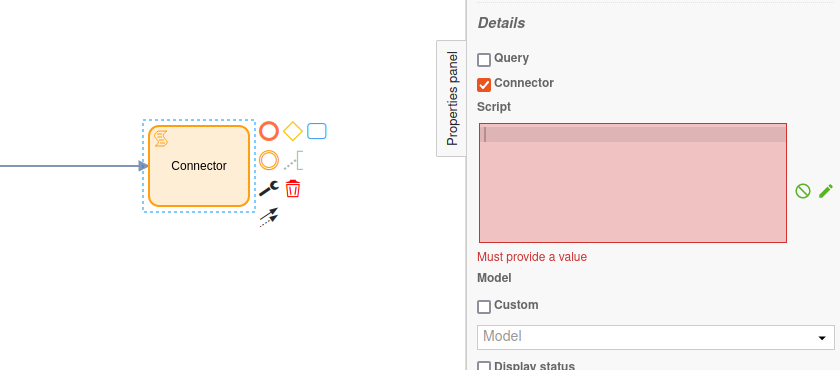 Details
Properties panel
Query
Connector
Script
Connector
Must provide a value
Model
Custom
Model
Display status